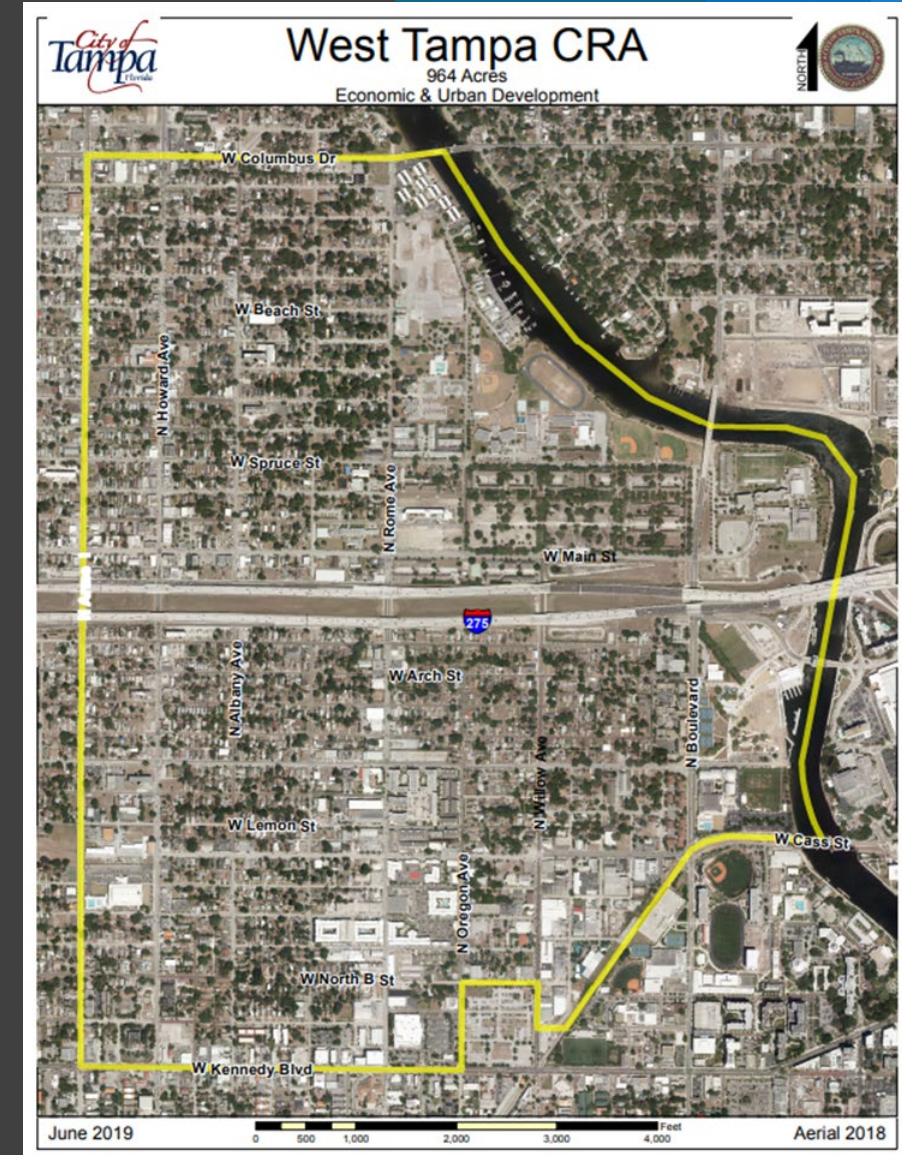 City of
Tampa
Florida
West Tampa CRA
964 Acres
Economic & Urban Development
NORTH
W Columbus Dr
W Beach St
N Howard Ave
W Spruce St
N Rome Ave
W Main St
275
N Albany Ave
W Arch St
N Boulevard
N Willow Ave
W Lemon St
W Cass St
N Oregon Ave
W North B St
W Kennedy Blvd
June 2019
0 500 1,000 2,000 3,000 4,000
Feet
Aerial 2018